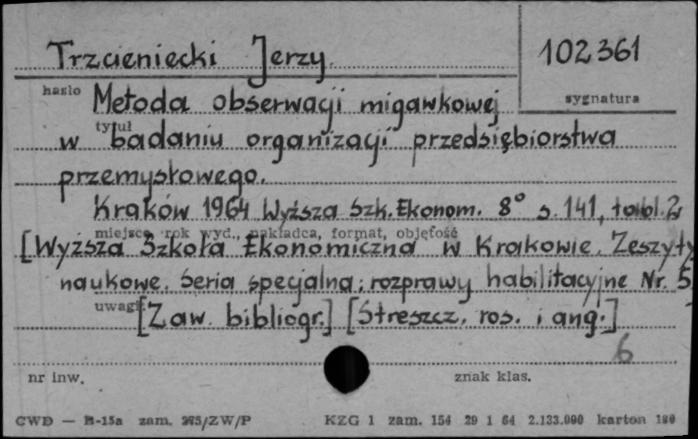 Trzcieniecki Jerzy.
102361
hasło
sygnatura
Metoda obserwacji migawkowej
tytuł
w badaniu organizacji przedsiębiorstwa
przemysłowego.
Kraków 1964 Wyższa Szk. Ekonom. 8° s. 141, tabl. 2
miejsce, rok wyd., nakładca, format, objętość
[Wyższa Szkoła Ekonomiczna w Krakowie. Zeszyty
naukowe. Seria specjalna; rozprawy habilitacyjne Nr. 5
uwagi
[Zaw. bibliogr.] [Streszcz. ros. i ang.]
6
nr inw.
znak klas.
CWD — zam. ZW/P
KZG 1 zam. 154 29 1 64 2.133.000 karton